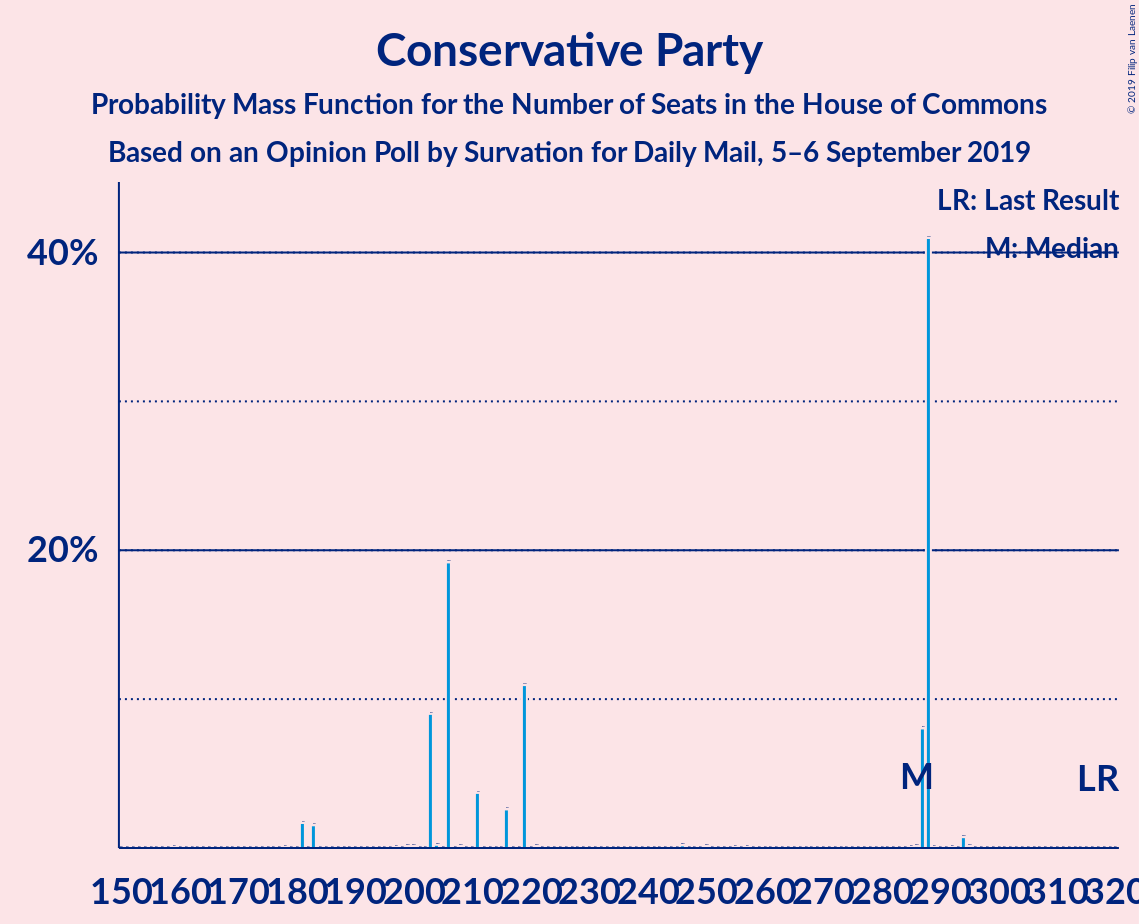 Conservative Party
Probability Mass Function for the Number of Seats in the House of Commons
Based on an Opinion Poll by Survation for Daily Mail, 5–6 September 2019
© 2019 Filip van Laenen
LR: Last Result
M: Median
40%
20%
M
LR
150 160 170 180 190 200 210 220 230 240 250 260 270 280 290 300 310 320